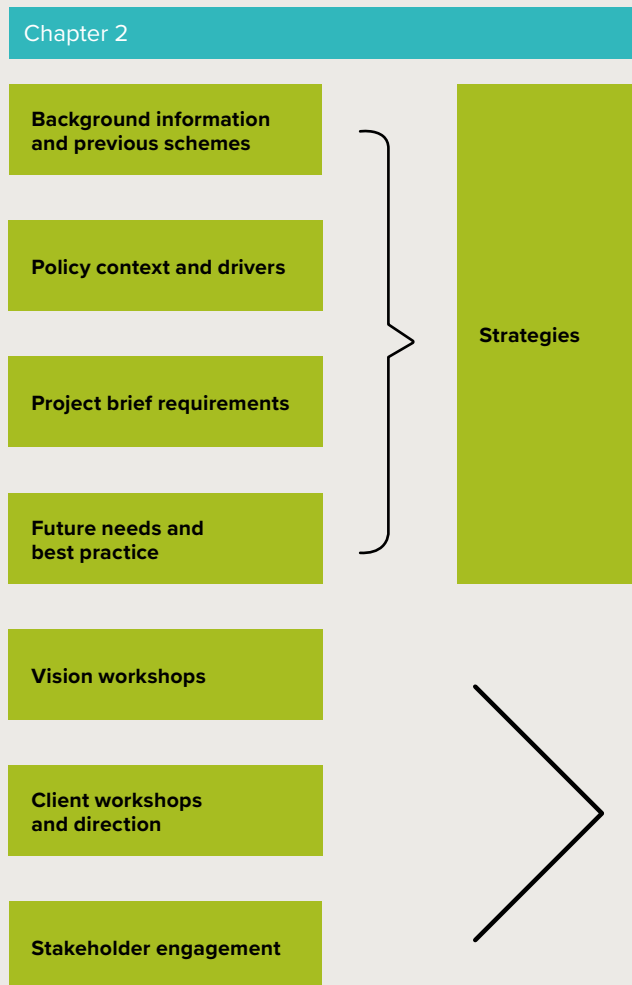 Chapter 2
Background information
and previous schemes
Policy context and drivers
Project brief requirements
Future needs and
best practice
Strategies
Vision workshops
Client workshops
and direction
Stakeholder engagement